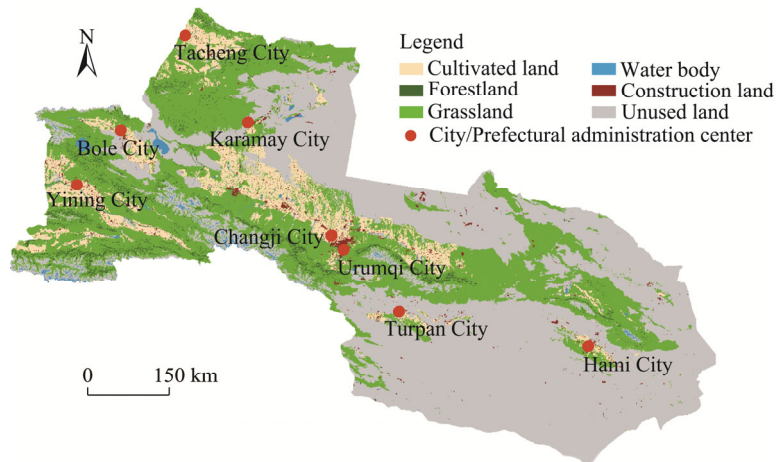 N
Tacheng City
Legend
Cultivated land
Water body
Forestland
Construction land
Grassland
Unused land
City/Prefectural administration center
Karamay City
Bole City
Yining City
Changji City
Urumqi City
Turpan City
Hami City
0 150 km